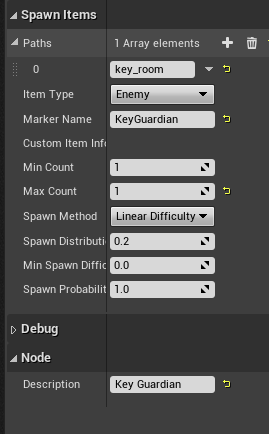 Spawn Items
Paths 1 Array elements
0 key_room
Item Type Enemy
Marker Name KeyGuardian
Custom Item Info
Min Count 1
Max Count 1
Spawn Method Linear Difficulty
Spawn Distributi 0.2
Min Spawn Diffic 0.0
Spawn Probabilit 1.0
Debug
Node
Description Key Guardian